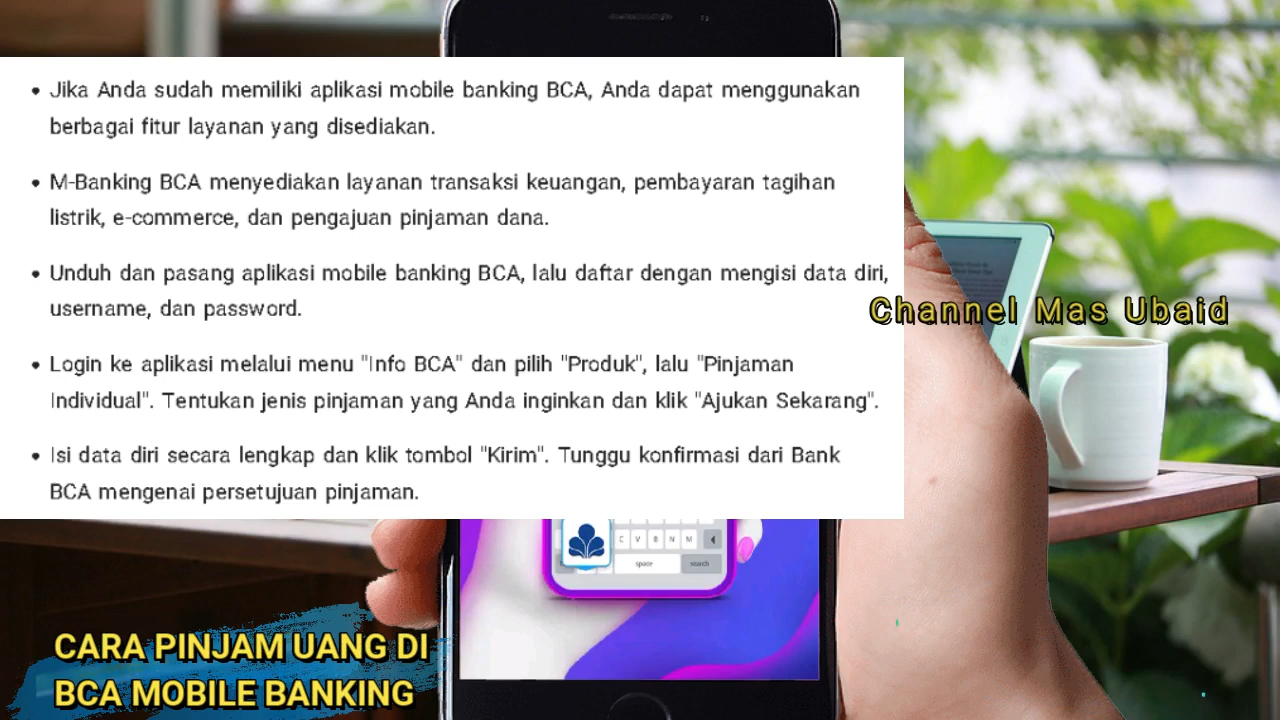 • Jika Anda sudah memiliki aplikasi mobile banking BCA, Anda dapat menggunakan
berbagai fitur layanan yang disediakan.
• M-Banking BCA menyediakan layanan transaksi keuangan, pembayaran tagihan
listrik, e-commerce, dan pengajuan pinjaman dana.
• Unduh dan pasang aplikasi mobile banking BCA, lalu daftar dengan mengisi data diri,
username, dan password.
• Login ke aplikasi melalui menu "Info BCA" dan pilih "Produk", lalu "Pinjaman
Individual". Tentukan jenis pinjaman yang Anda inginkan dan klik "Ajukan Sekarang".
• Isi data diri secara lengkap dan klik tombol "Kirim". Tunggu konfirmasi dari Bank
BCA mengenai persetujuan pinjaman.
Channel Mas Ubaid
C V B N M
space search
CARA PINJAM UANG DI
BCA MOBILE BANKING